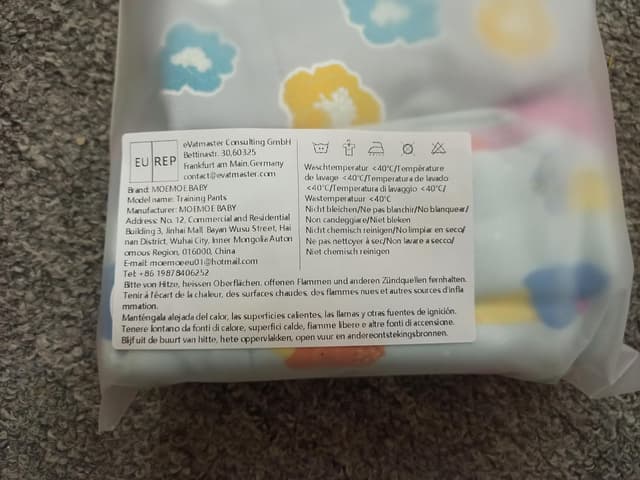 EU REP
eVatmaster Consulting GmbH
Bettinastr. 30,60325
Frankfurt am Main,Germany
contact@evatmaster.com
Brand: MOEMOE BABY
Model name: Training Pants
Manufacturer: MOEMOE BABY
Address: No. 12, Commercial and Residential
Building 3, Jinhai Mall, Bayan Wusu Street, Hai
nan District, Wuhai City, Inner Mongolia Auton
omous Region, 016000, China
E-mail: moemoeeu01@hotmail.com
Tel: +86 19878406252
Waschtemperatur <40°C/Température
de lavage <40°C/Temperatura de lavado
<40°C/Temperatura di lavaggio <40°C/
Wastemperatuur <40°C
Nicht bleichen/Ne pas blanchir/No blanquear/
Non candeggiare/Niet bleken
Nicht chemisch reinigen/No limpiar en seco/
Ne pas nettoyer à sec/Non lavare a secco/
Niet chemisch reinigen
Bitte von Hitze, heissen Oberflächen, offenen Flammen und anderen Zündquellen fernhalten.
Tenir à l'écart de la chaleur, des surfaces chaudes, des flammes nues et autres sources d'infla
mmation.
Manténgala alejada del calor, las superficies calientes, las llamas y otras fuentes de ignición.
Tenere lontano da fonti di calore, superfici calde, fiamme libere e altre fonti di accensione.
Blijf uit de buurt van hitte, hete oppervlakken, open vuur en andereontstekingsbronnen.